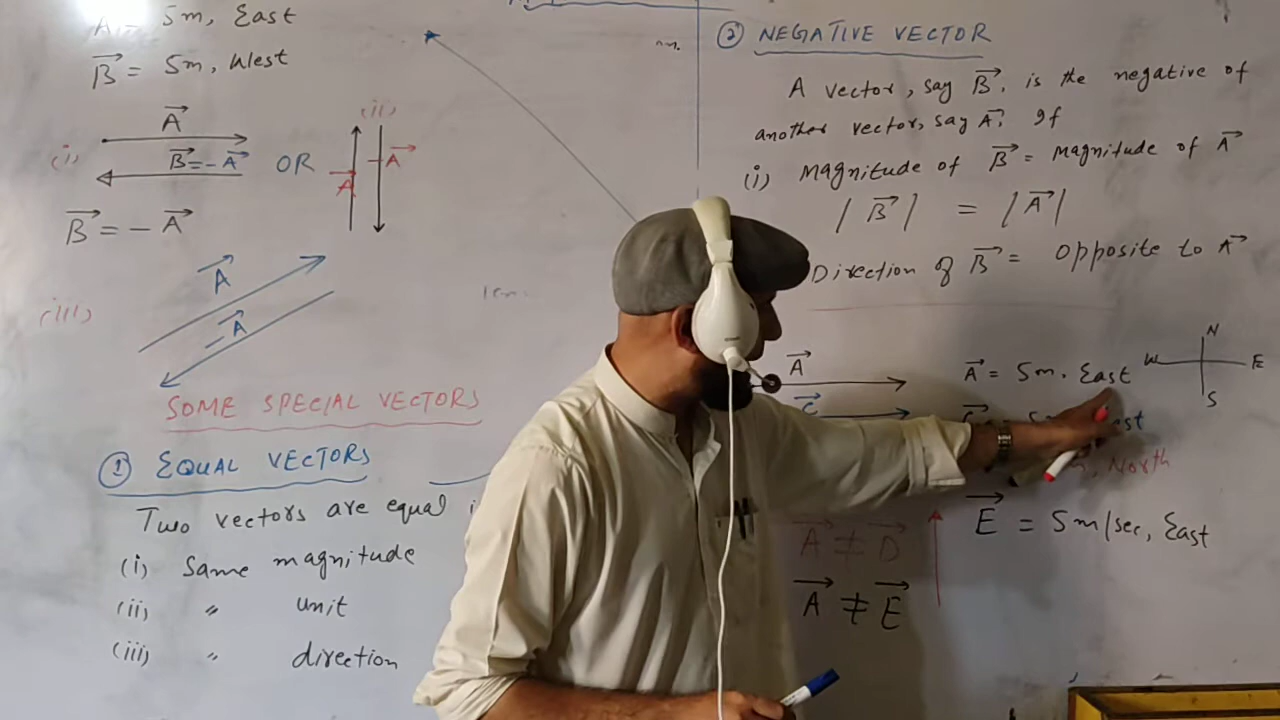 5m, East
B = 5m, West
(i)
A
B = - A
OR
(ii)
A
A
B = - A
(iii)
A
- A
SOME SPECIAL VECTORS
① EQUAL VECTORS
Two vectors are equal
(i) Same magnitude
(ii) " unit
(iii) " direction
② NEGATIVE VECTOR
A vector, say B, is the negative of
another vector, say A, If
(i) Magnitude of B = Magnitude of A
|B| = |A|
Direction of B = Opposite to A
A
C
A = 5m. East
N
W E
S
North
A ≠ D
E = 5m/sec, East
A ≠ E